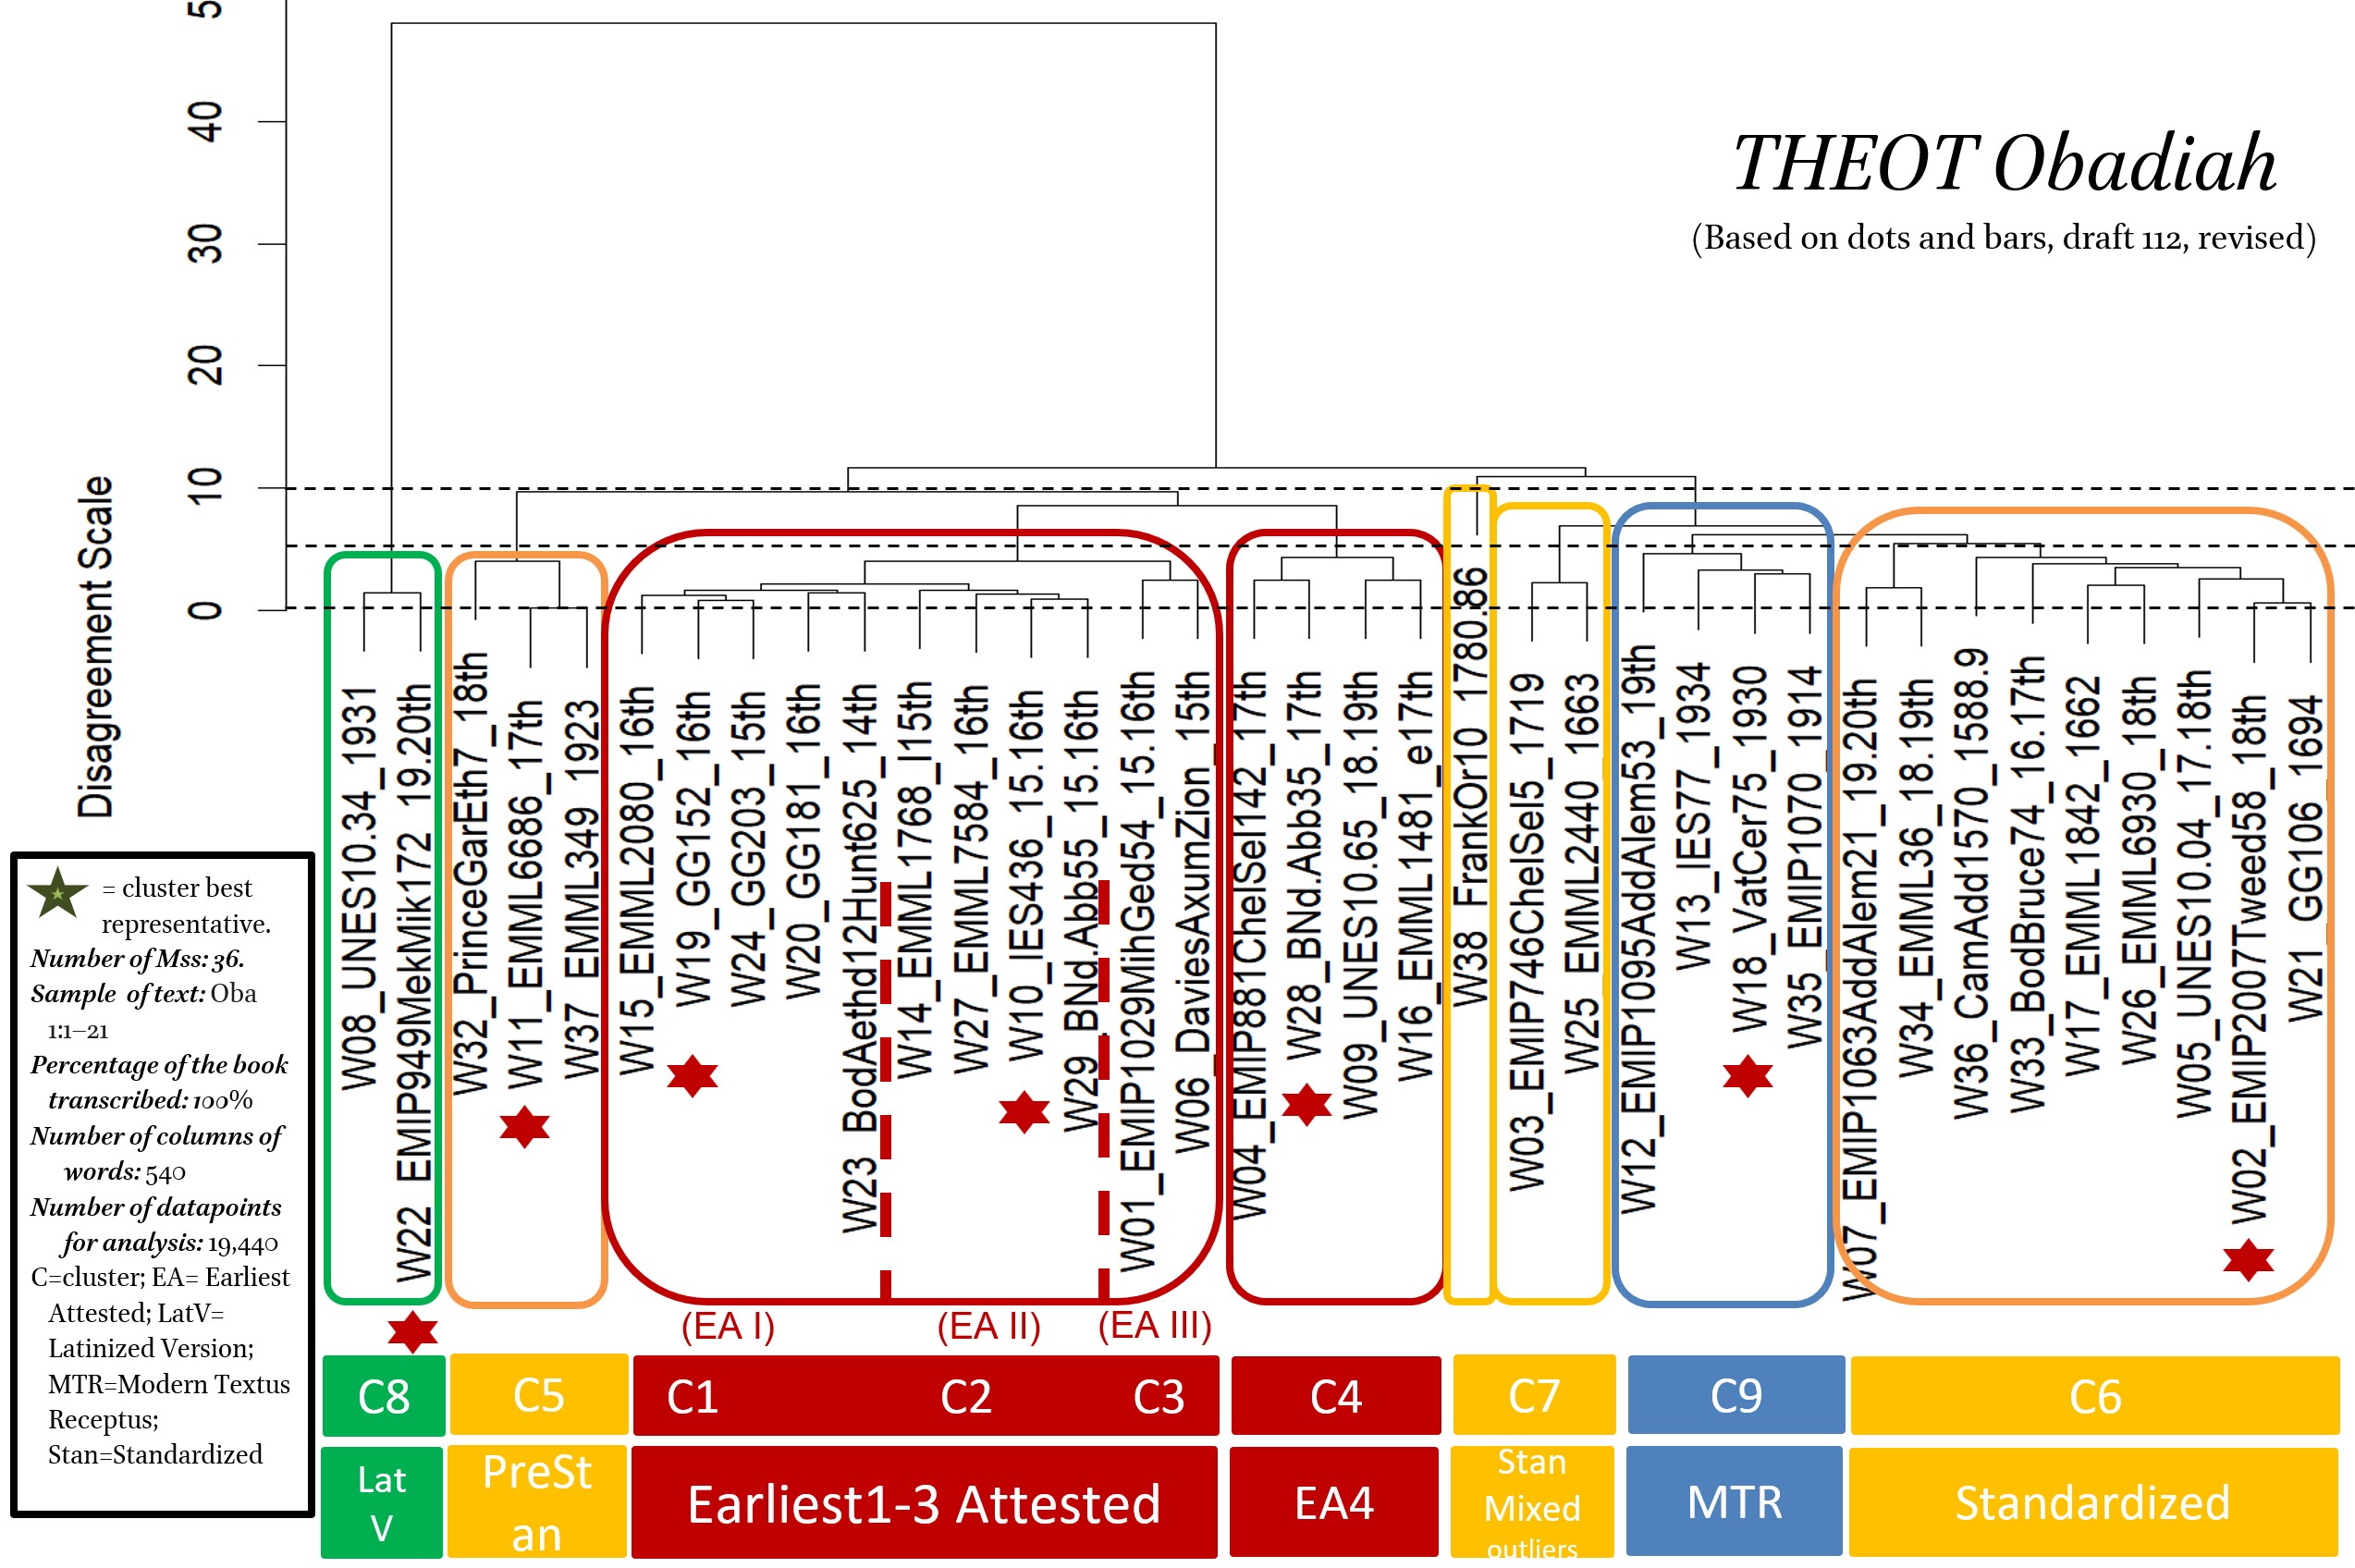 THEOT Obadiah
(Based on dots and bars, draft 112, revised)
Disagreement Scale
5
40
30
20
10
0
W08_UNES10.34_1931
W22_EMIP949MekMik172_19.20th
W32_PrinceGarEth7_18th
W11_EMML6686_17th
W37_EMML349_1923
W15_EMML2080_16th
W19_GG152_16th
W24_GG203_15th
W20_GG181_16th
W23_BodAethd12Hunt625_14th
W14_EMML1768_l15th
W27_EMML7584_16th
W10_IES436_15.16th
W29_BNd.Abb55_15.16th
W01_EMIP1029MihGed54_15.16th
W06_DaviesAxumZion_15th
W04_EMIP881ChelSel142_17th
W28_BNd.Abb35_17th
W09_UNES10.65_18.19th
W16_EMML1481_e17th
W38_FrankOr10_1780.86
W03_EMIP746ChelSel5_1719
W25_EMML2440_1663
W12_EMIP1095AddAlem53_19th
W13_IES77_1934
W18_VatCer75_1930
W35_EMIP1070_1914
W07_EMIP1063AddAlem21_19.20th
W34_EMML36_18.19th
W36_CamAdd1570_1588.9
W33_BodBruce74_16.17th
W17_EMML1842_1662
W26_EMML6930_18th
W05_UNES10.04_17.18th
W02_EMIP2007Tweed58_18th
W21_GG106_1694
= cluster best
representative.
Number of Mss: 36.
Sample of text: Oba
1:1–21
Percentage of the book
transcribed: 100%
Number of columns of
words: 540
Number of datapoints
for analysis: 19,440
C=cluster; EA= Earliest
Attested; LatV=
Latinized Version;
MTR=Modern Textus
Receptus;
Stan=Standardized
(EA I)
(EA II)
(EA III)
C8
C5
C1
C2
C3
C4
C7
C9
C6
Lat
V
PreSt
an
Earliest1-3 Attested
EA4
Stan
Mixed
outliers
MTR
Standardized